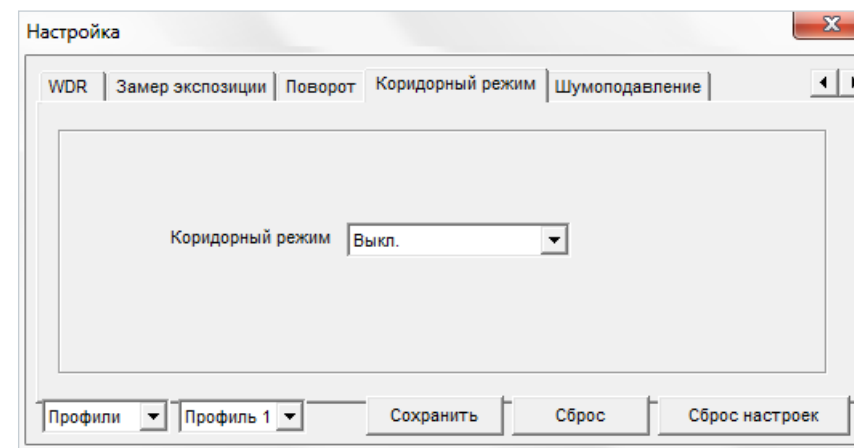 Настройка
WDR Замер экспозиции Поворот Коридорный режим Шумоподавление
Коридорный режим Выкл.
Профили Профиль 1 Сохранить Сброс Сброс настроек